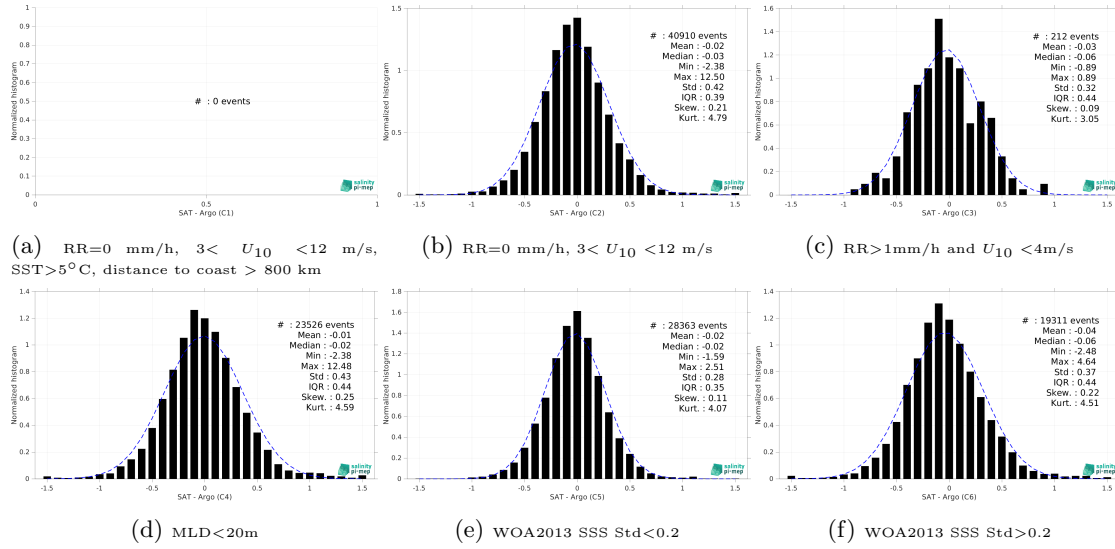 1
0.9
0.8
0.7
0.6
0.5
0.4
0.3
0.2
0.1
0
Normalized histogram
# : 0 events
salinity
pi-mep
0 0.5 1
SAT - Argo (C1)
(a) RR=0 mm/h, 3< U10 <12 m/s,
SST>5°C, distance to coast > 800 km
1.5
1
0.5
0
Normalized histogram
# : 40910 events
Mean : -0.02
Median : -0.03
Min : -2.38
Max : 12.50
Std : 0.42
IQR : 0.39
Skew. : 0.21
Kurt. : 4.79
salinity
pi-mep
-1.5 -1 -0.5 0 0.5 1 1.5
SAT - Argo (C2)
(b) RR=0 mm/h, 3< U10 <12 m/s
1.6
1.4
1.2
1
0.8
0.6
0.4
0.2
0
Normalized histogram
# : 212 events
Mean : -0.03
Median : -0.06
Min : -0.89
Max : 0.89
Std : 0.32
IQR : 0.44
Skew. : 0.09
Kurt. : 3.05
salinity
pi-mep
-1.5 -1 -0.5 0 0.5 1 1.5
SAT - Argo (C3)
(c) RR>1mm/h and U10 <4m/s
1.4
1.2
1
0.8
0.6
0.4
0.2
0
Normalized histogram
# : 23526 events
Mean : -0.01
Median : -0.02
Min : -2.38
Max : 12.48
Std : 0.43
IQR : 0.44
Skew. : 0.25
Kurt. : 4.59
salinity
pi-mep
-1.5 -1 -0.5 0 0.5 1 1.5
SAT - Argo (C4)
(d) MLD<20m
1.8
1.6
1.4
1.2
1
0.8
0.6
0.4
0.2
0
Normalized histogram
# : 28363 events
Mean : -0.02
Median : -0.02
Min : -1.59
Max : 2.51
Std : 0.28
IQR : 0.35
Skew. : 0.11
Kurt. : 4.07
salinity
pi-mep
-1.5 -1 -0.5 0 0.5 1 1.5
SAT - Argo (C5)
(e) WOA2013 SSS Std<0.2
1.4
1.2
1
0.8
0.6
0.4
0.2
0
Normalized histogram
# : 19311 events
Mean : -0.04
Median : -0.06
Min : -2.48
Max : 4.64
Std : 0.37
IQR : 0.44
Skew. : 0.22
Kurt. : 4.51
salinity
pi-mep
-1.5 -1 -0.5 0 0.5 1 1.5
SAT - Argo (C6)
(f) WOA2013 SSS Std>0.2